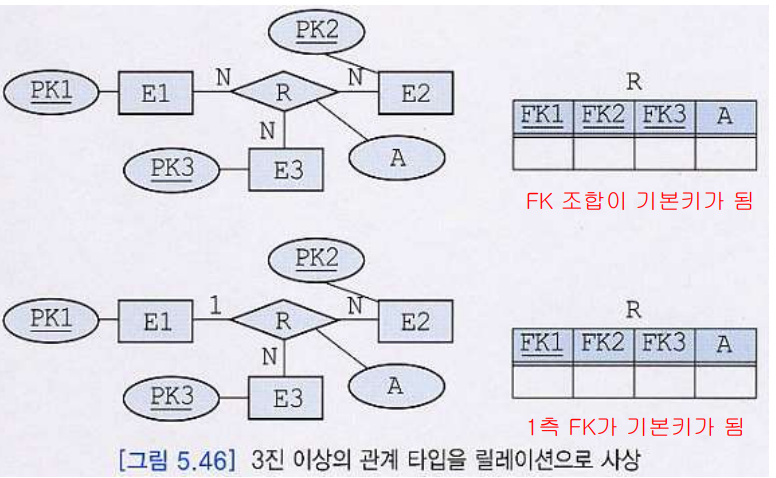 PK2
PK1 E1 N R N E2
N
PK3 E3 A
R
FK1 FK2 FK3 A
FK 조합이 기본키가 됨
PK2
PK1 E1 1 R N E2
N
PK3 E3 A
R
FK1 FK2 FK3 A
1측 FK가 기본키가 됨
[그림 5.46] 3진 이상의 관계 타입을 릴레이션으로 사상